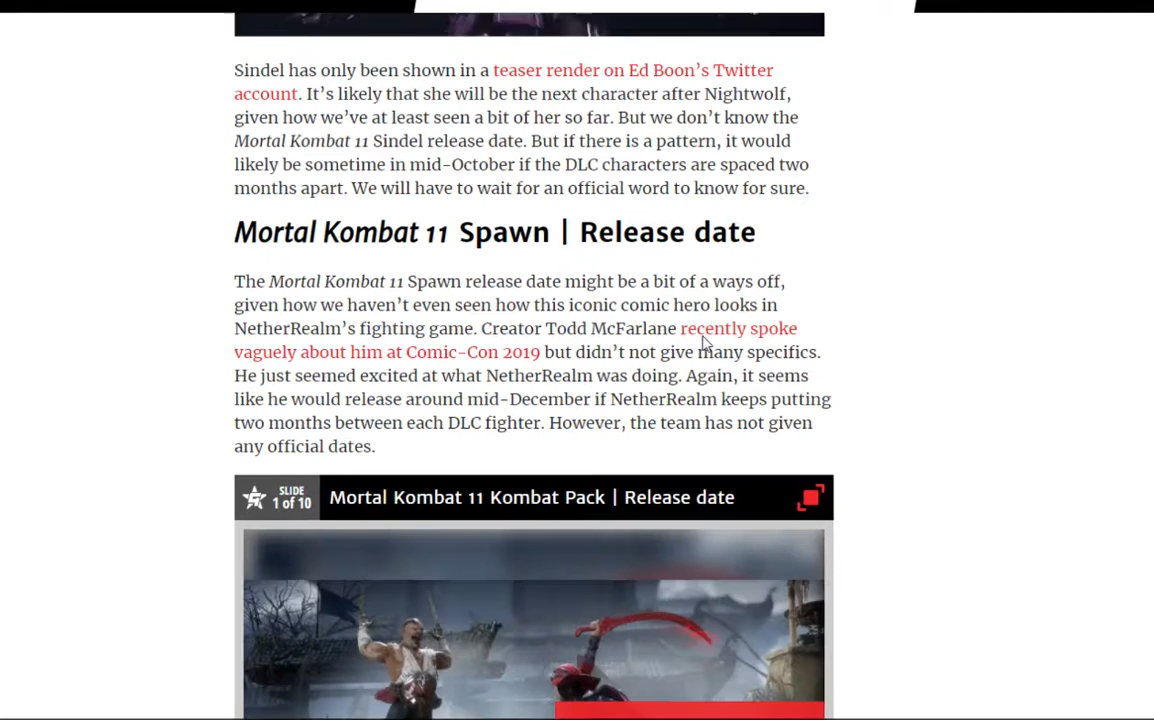 Sindel has only been shown in a teaser render on Ed Boon's Twitter
account. It's likely that she will be the next character after Nightwolf,
given how we've at least seen a bit of her so far. But we don't know the
Mortal Kombat 11 Sindel release date. But if there is a pattern, it would
likely be sometime in mid-October if the DLC characters are spaced two
months apart. We will have to wait for an official word to know for sure.
Mortal Kombat 11 Spawn | Release date
The Mortal Kombat 11 Spawn release date might be a bit of a ways off,
given how we haven't even seen how this iconic comic hero looks in
NetherRealm's fighting game. Creator Todd McFarlane recently spoke
vaguely about him at Comic-Con 2019 but didn't not give many specifics.
He just seemed excited at what NetherRealm was doing. Again, it seems
like he would release around mid-December if NetherRealm keeps putting
two months between each DLC fighter. However, the team has not given
any official dates.
SLIDE
1 of 10
Mortal Kombat 11 Kombat Pack | Release date